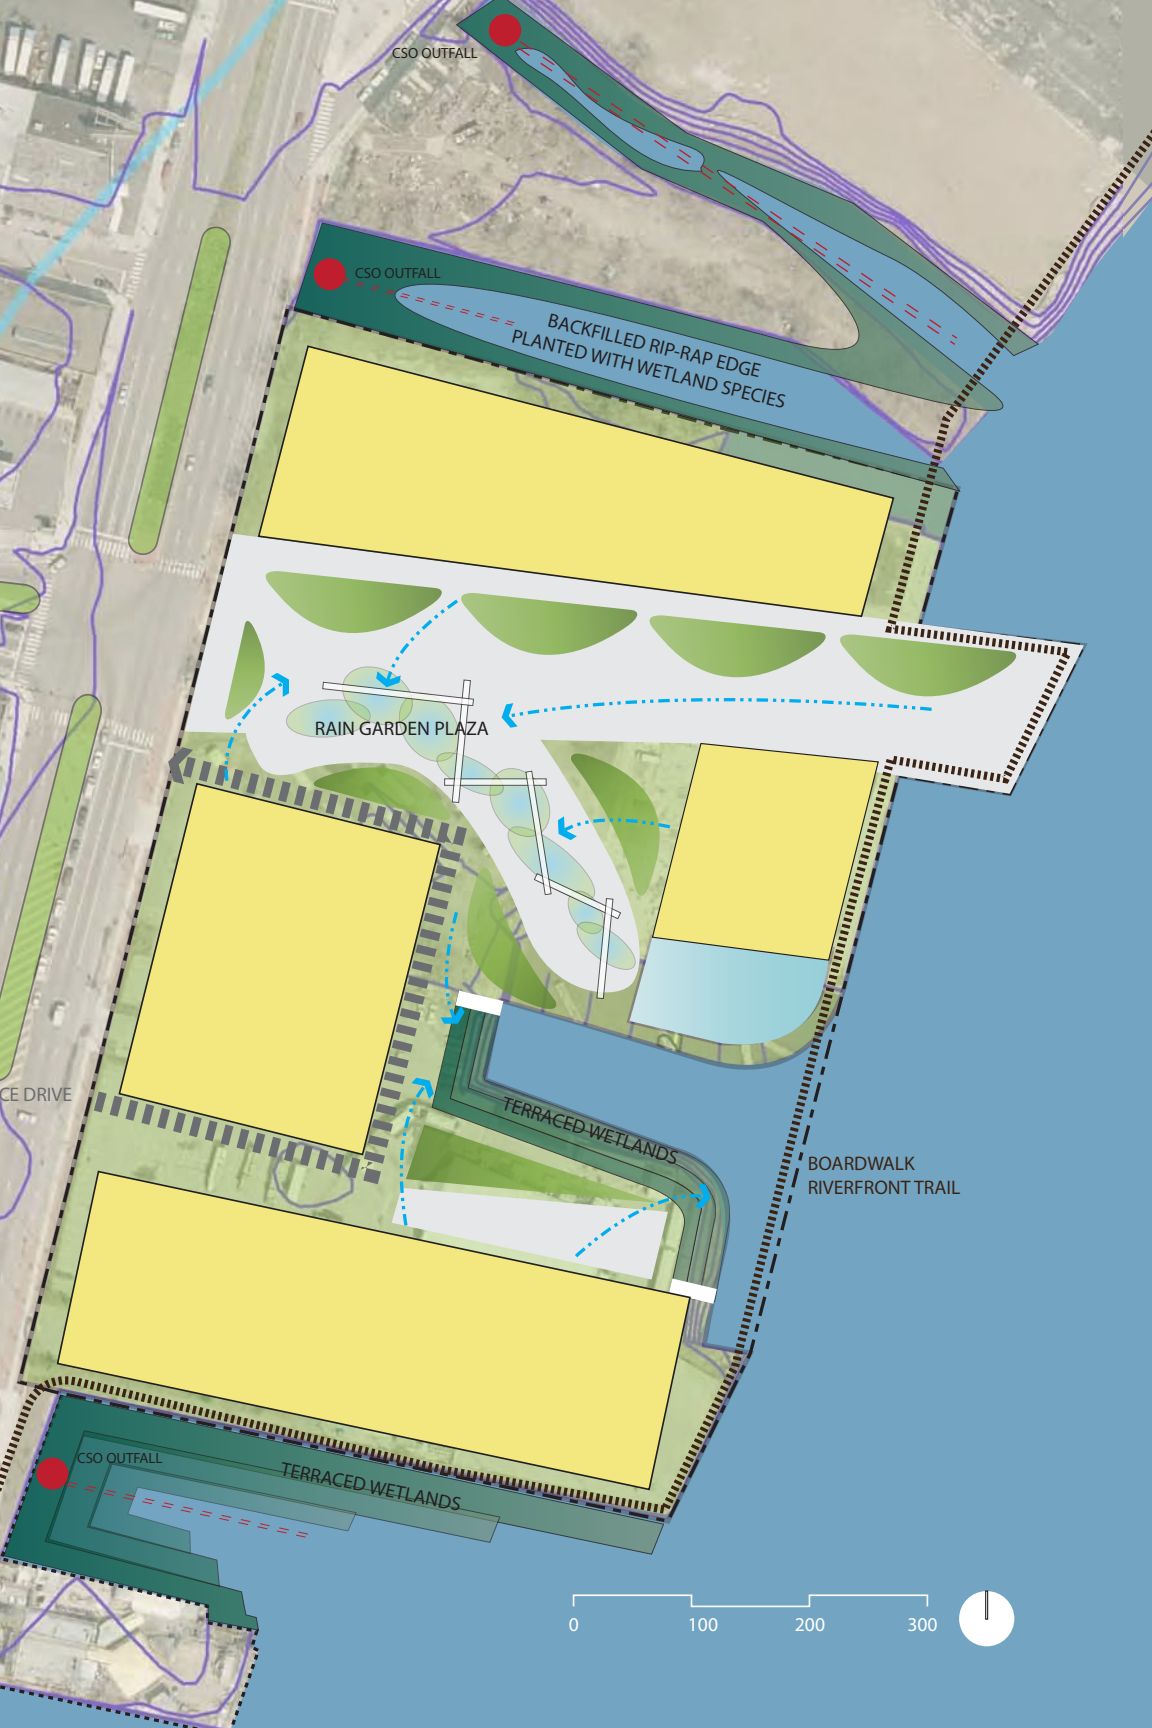 CSO OUTFALL
CSO OUTFALL
BACKFILLED RIP-RAP EDGE
PLANTED WITH WETLAND SPECIES
RAIN GARDEN PLAZA
CE DRIVE
TERRACED WETLANDS
BOARDWALK
RIVERFRONT TRAIL
CSO OUTFALL
TERRACED WETLANDS
0 100 200 300